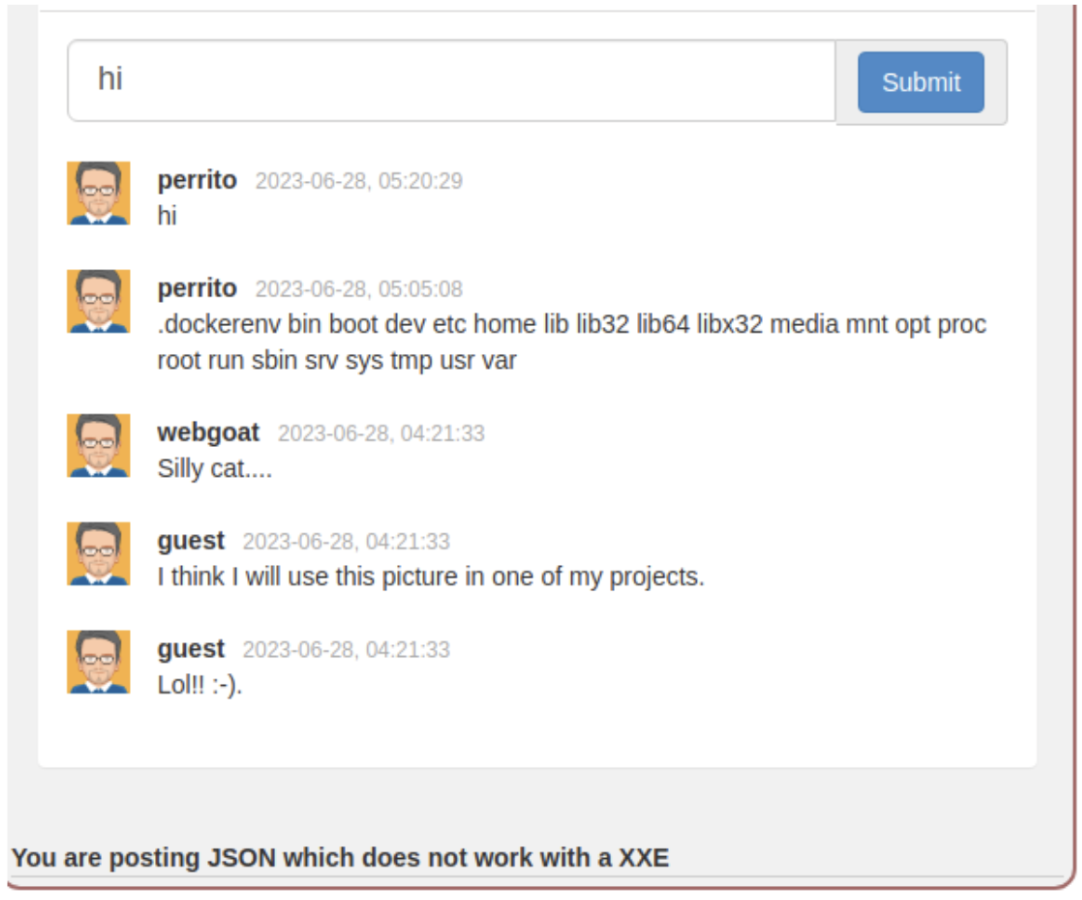 hi
Submit
perrito 2023-06-28, 05:20:29
hi
perrito 2023-06-28, 05:05:08
.dockerenv bin boot dev etc home lib lib32 lib64 libx32 media mnt opt proc
root run sbin srv sys tmp usr var
webgoat 2023-06-28, 04:21:33
Silly cat....
guest 2023-06-28, 04:21:33
I think I will use this picture in one of my projects.
guest 2023-06-28, 04:21:33
Lol!! :-).
You are posting JSON which does not work with a XXE